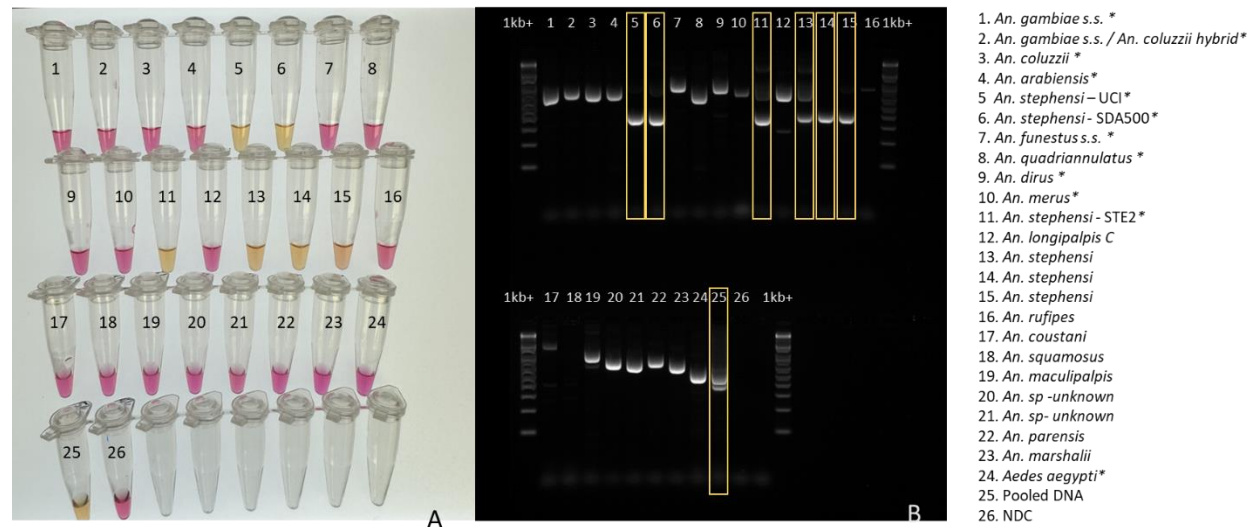 1 2 3 4 5 6 7 8
9 10 11 12 13 14 15 16
17 18 19 20 21 22 23 24
25 26
A
1kb+ 1 2 3 4 5 6 7 8 9 10 11 12 13 14 15 16 1kb+
1kb+ 17 18 19 20 21 22 23 24 25 26 1kb+
B
1. An. gambiae s.s. *
2. An. gambiae s.s. / An. coluzzii hybrid*
3. An. coluzzii *
4. An. arabiensis*
5 An. stephensi – UCI*
6. An. stephensi - SDA500*
7. An. funestus s.s. *
8. An. quadriannulatus *
9. An. dirus *
10. An. merus*
11. An. stephensi - STE2*
12. An. longipalpis C
13. An. stephensi
14. An. stephensi
15. An. stephensi
16. An. rufipes
17. An. coustani
18. An. squamosus
19. An. maculipalpis
20. An. sp -unknown
21. An. sp- unknown
22. An. parensis
23. An. marshalii
24. Aedes aegypti*
25. Pooled DNA
26. NDC